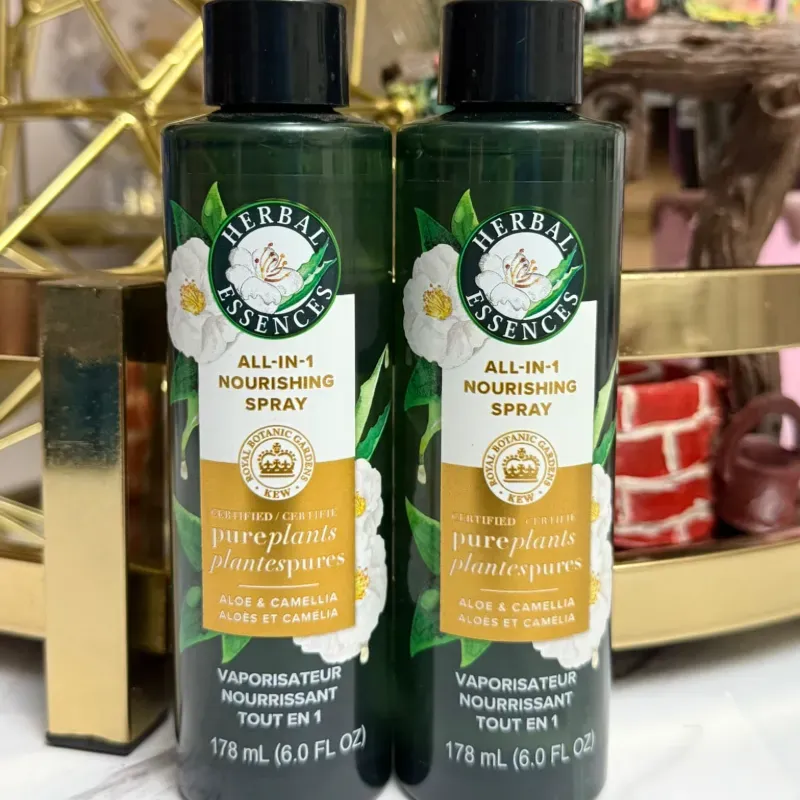 HERBAL
ESSENCES
ALL-IN-1
NOURISHING
SPRAY
ROYAL BOTANIC GARDENS
KEW
CERTIFIED / CERTIFIÉ
pureplants
plantespures
ALOE & CAMELLIA
ALOÈS ET CAMÉLIA
VAPORISATEUR
NOURRISSANT
TOUT EN 1
178 mL (6.0 FL OZ)
HERBAL
ESSENCES
ALL-IN-1
NOURISHING
SPRAY
ROYAL BOTANIC GARDENS
KEW
CERTIFIED / CERTIFIÉ
pureplants
plantespures
ALOE & CAMELLIA
ALOÈS ET CAMÉLIA
VAPORISATEUR
NOURRISSANT
TOUT EN 1
178 mL (6.0 FL OZ)